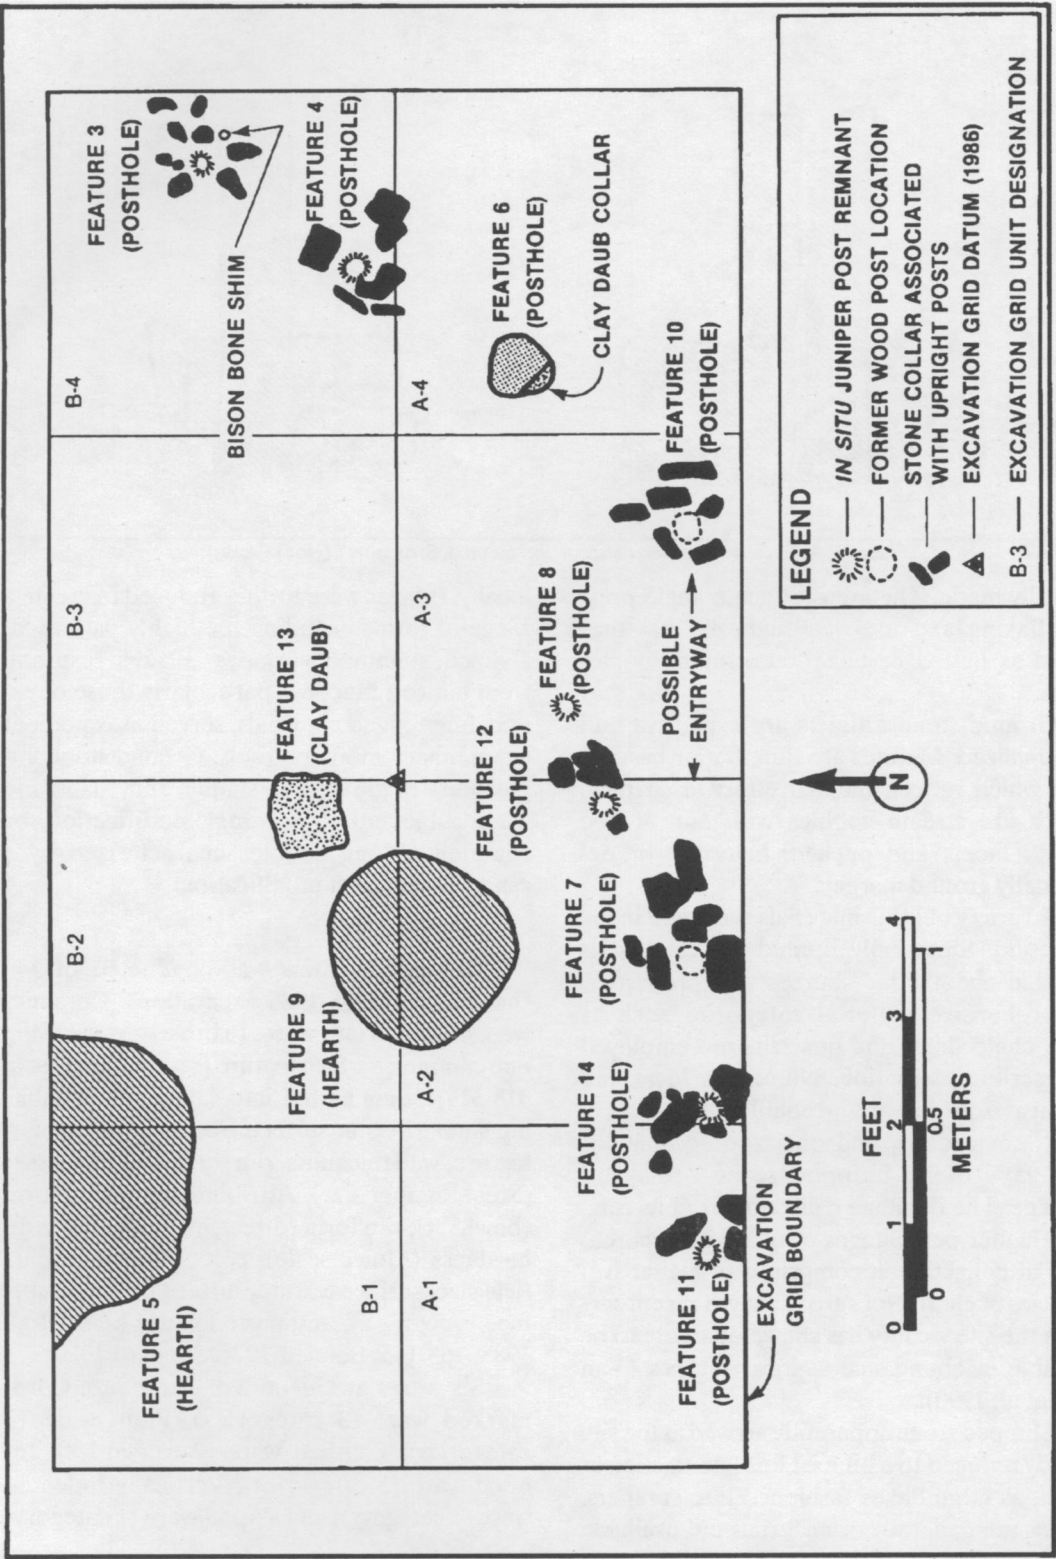 B-2
B-3
B-4
FEATURE 3
(POSTHOLE)
BISON BONE SHIM
FEATURE 4
(POSTHOLE)
FEATURE 5
(HEARTH)
FEATURE 9
(HEARTH)
FEATURE 13
(CLAY DAUB)
B-1
A-1
A-2
A-3
A-4
FEATURE 12
(POSTHOLE)
FEATURE 6
(POSTHOLE)
CLAY DAUB COLLAR
FEATURE 8
(POSTHOLE)
FEATURE 14
(POSTHOLE)
FEATURE 7
(POSTHOLE)
FEATURE 10
(POSTHOLE)
FEATURE 11
(POSTHOLE)
POSSIBLE
ENTRYWAY
EXCAVATION
GRID BOUNDARY
N
FEET
0 1 2 3 4
0 0.5 1
METERS
LEGEND
IN SITU JUNIPER POST REMNANT
FORMER WOOD POST LOCATION
STONE COLLAR ASSOCIATED
WITH UPRIGHT POSTS
EXCAVATION GRID DATUM (1986)
B-3 EXCAVATION GRID UNIT DESIGNATION